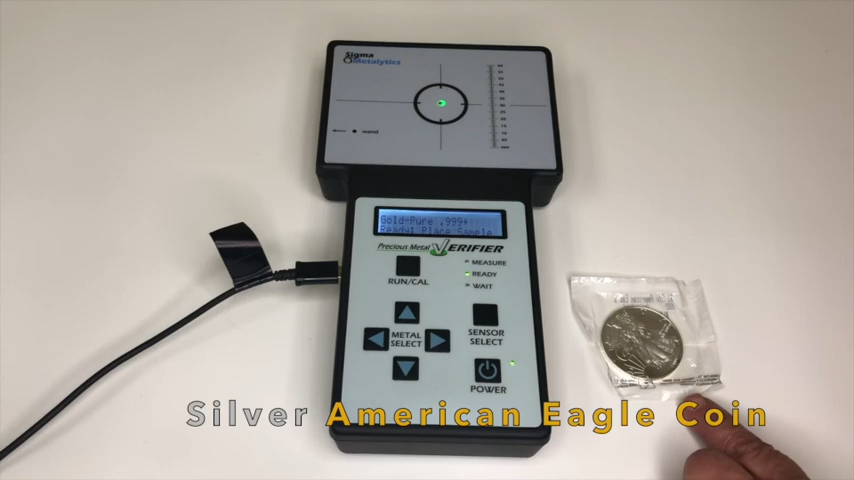 Sigma
Metalytics
wand
Gold-Pure .999+
Ready! Place Sample
Precious Metal VERIFIER
MEASURE
READY
WAIT
RUN/CAL
METAL
SELECT
SENSOR
SELECT
POWER
Silver American Eagle Coin